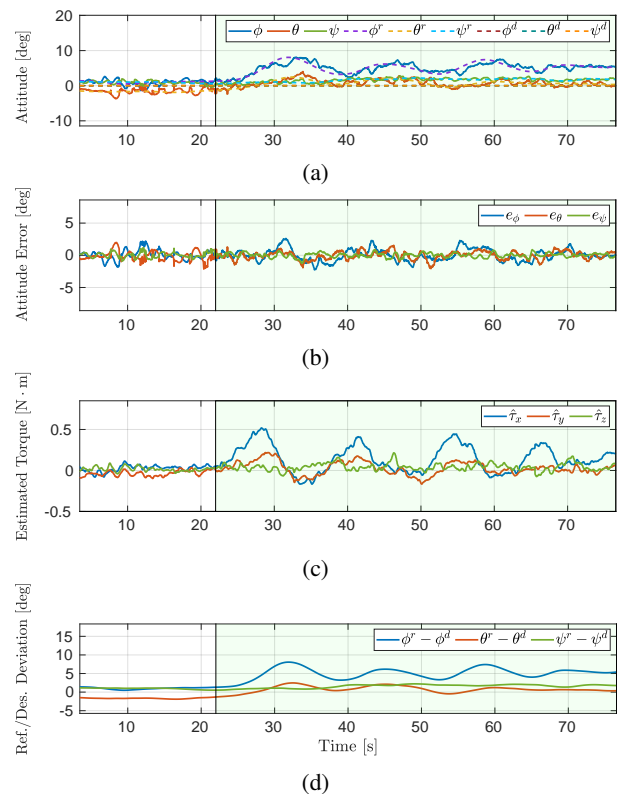 20
10
0
-10
Attitude [deg]
ϕ θ ψ ϕ^r θ^r ψ^r ϕ^d θ^d ψ^d
10 20 30 40 50 60 70
(a)
5
0
-5
Attitude Error [deg]
e_ϕ e_θ e_ψ
10 20 30 40 50 60 70
(b)
0.5
0
-0.5
Estimated Torque [N · m]
τ̂_x τ̂_y τ̂_z
10 20 30 40 50 60 70
(c)
15
10
5
0
-5
Ref./Des. Deviation [deg]
ϕ^r − ϕ^d θ^r − θ^d ψ^r − ψ^d
10 20 30 40 50 60 70
Time [s]
(d)